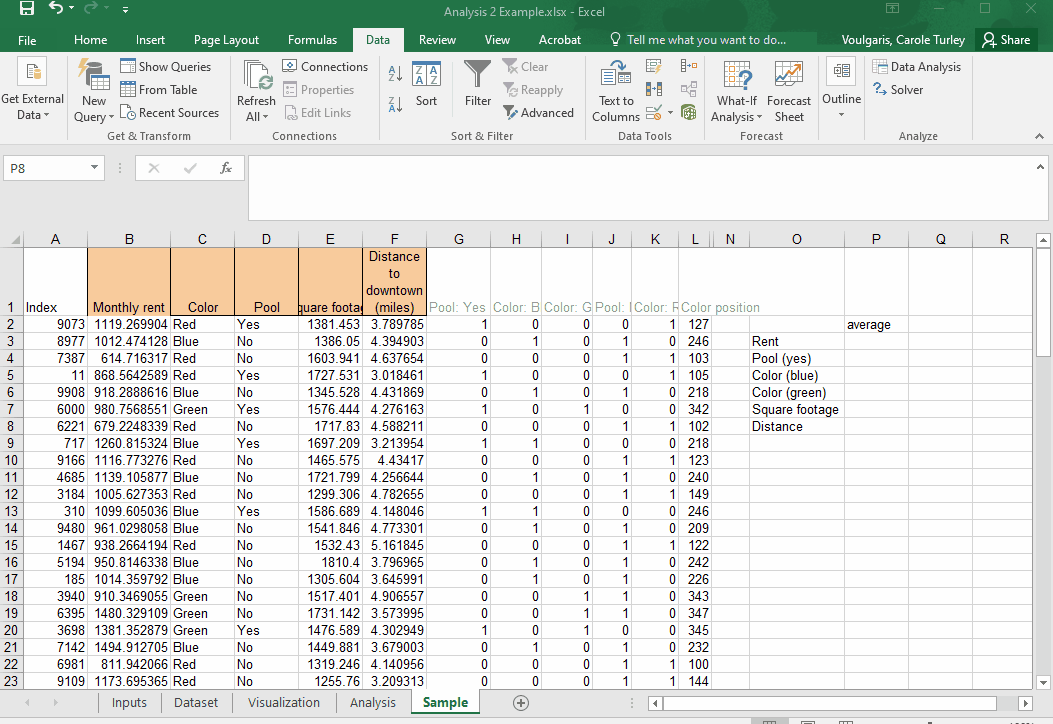 Analysis 2 Example.xlsx - Excel
File Home Insert Page Layout Formulas Data Review View Acrobat Tell me what you want to do... Voulgaris, Carole Turley Share
Get External Data
New Query
Show Queries
From Table
Recent Sources
Get & Transform
Refresh All
Connections
Properties
Edit Links
Connections
Sort
Filter
Clear
Reapply
Advanced
Sort & Filter
Text to Columns
Data Tools
What-If Analysis
Forecast Sheet
Forecast
Outline
Data Analysis
Solver
Analyze
P8 fx
A B C D E F G H I J K L N O P Q R
1 Index Monthly rent Color Pool quare footag Distance to downtown (miles) Pool: Yes Color: B Color: G Pool: Color: R Color position
2 9073 1119.269904 Red Yes 1381.453 3.789785 1 0 0 0 1 127 average
3 8977 1012.474128 Blue No 1386.05 4.394903 0 1 0 1 0 246 Rent
4 7387 614.716317 Red No 1603.941 4.637654 0 0 0 1 1 103 Pool (yes)
5 11 868.5642589 Red Yes 1727.531 3.018461 1 0 0 0 1 105 Color (blue)
6 9908 918.2888616 Blue No 1345.528 4.431869 0 1 0 1 0 218 Color (green)
7 6000 980.7568551 Green Yes 1576.444 4.276163 1 0 1 0 0 342 Square footage
8 6221 679.2248339 Red No 1717.83 4.588211 0 0 0 1 1 102 Distance
9 717 1260.815324 Blue Yes 1697.209 3.213954 1 1 0 0 0 218
10 9166 1116.773276 Red No 1465.575 4.43417 0 0 0 1 1 123
11 4685 1139.105877 Blue No 1721.799 4.256644 0 1 0 1 0 240
12 3184 1005.627353 Red No 1299.306 4.782655 0 0 0 1 1 149
13 310 1099.605036 Blue Yes 1586.689 4.148046 1 1 0 0 0 246
14 9480 961.0298058 Blue No 1541.846 4.773301 0 1 0 1 0 209
15 1467 938.2664194 Red No 1532.43 5.161845 0 0 0 1 1 122
16 5194 950.8146338 Blue No 1810.4 3.796965 0 1 0 1 0 242
17 185 1014.359792 Blue No 1305.604 3.645991 0 1 0 1 0 226
18 3940 910.3469055 Green No 1517.401 4.906557 0 0 1 1 0 343
19 6395 1480.329109 Green No 1731.142 3.573995 0 0 1 1 0 347
20 3698 1381.352879 Green Yes 1476.589 4.302949 1 0 1 0 0 345
21 7142 1494.912705 Blue No 1449.881 3.679003 0 1 0 1 0 232
22 6981 811.942066 Red No 1319.246 4.140956 0 0 0 1 1 100
23 9109 1173.695365 Red No 1255.76 3.209313 0 0 0 1 1 144
Inputs Dataset Visualization Analysis Sample